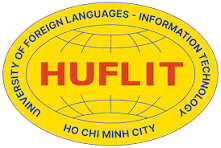 UNIVERSITY OF FOREIGN LANGUAGES - INFORMATION TECHNOLOGY
HUFLIT
HO CHI MINH CITY